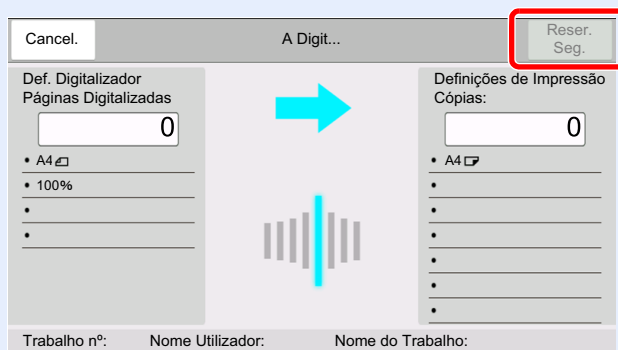 Cancel.
A Digit...
Reser.
Seg.
Def. Digitalizador
Páginas Digitalizadas
0
• A4
• 100%
•
•
Definições de Impressão
Cópias:
0
• A4
•
•
•
•
•
•
Trabalho nº: Nome Utilizador: Nome do Trabalho: